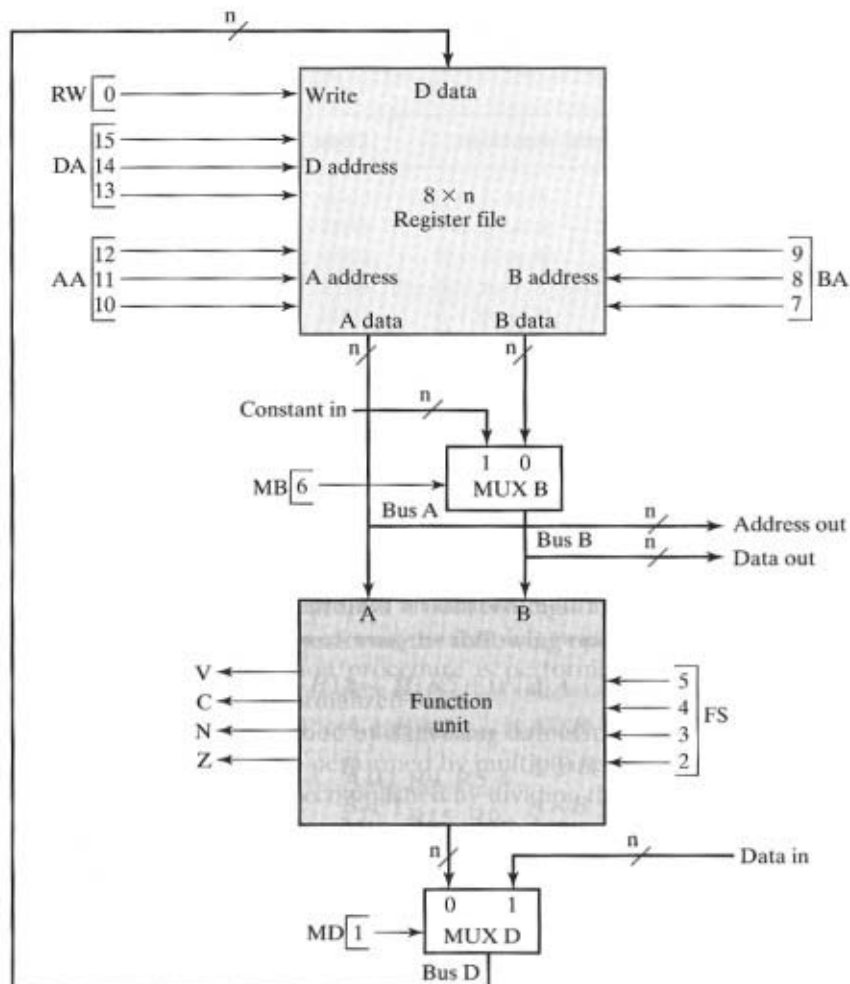 n
RW 0
Write
D data
15
DA 14
D address
13
8 × n
Register file
12
AA 11
A address
10
9
B address
8 BA
7
A data
B data
n
n
Constant in
n
1 0
MB 6
MUX B
Bus A
n
Address out
Bus B
n
Data out
A
B
V
C
N
Z
Function
unit
5
4
FS
3
2
n
n
Data in
0 1
MD 1
MUX D
Bus D